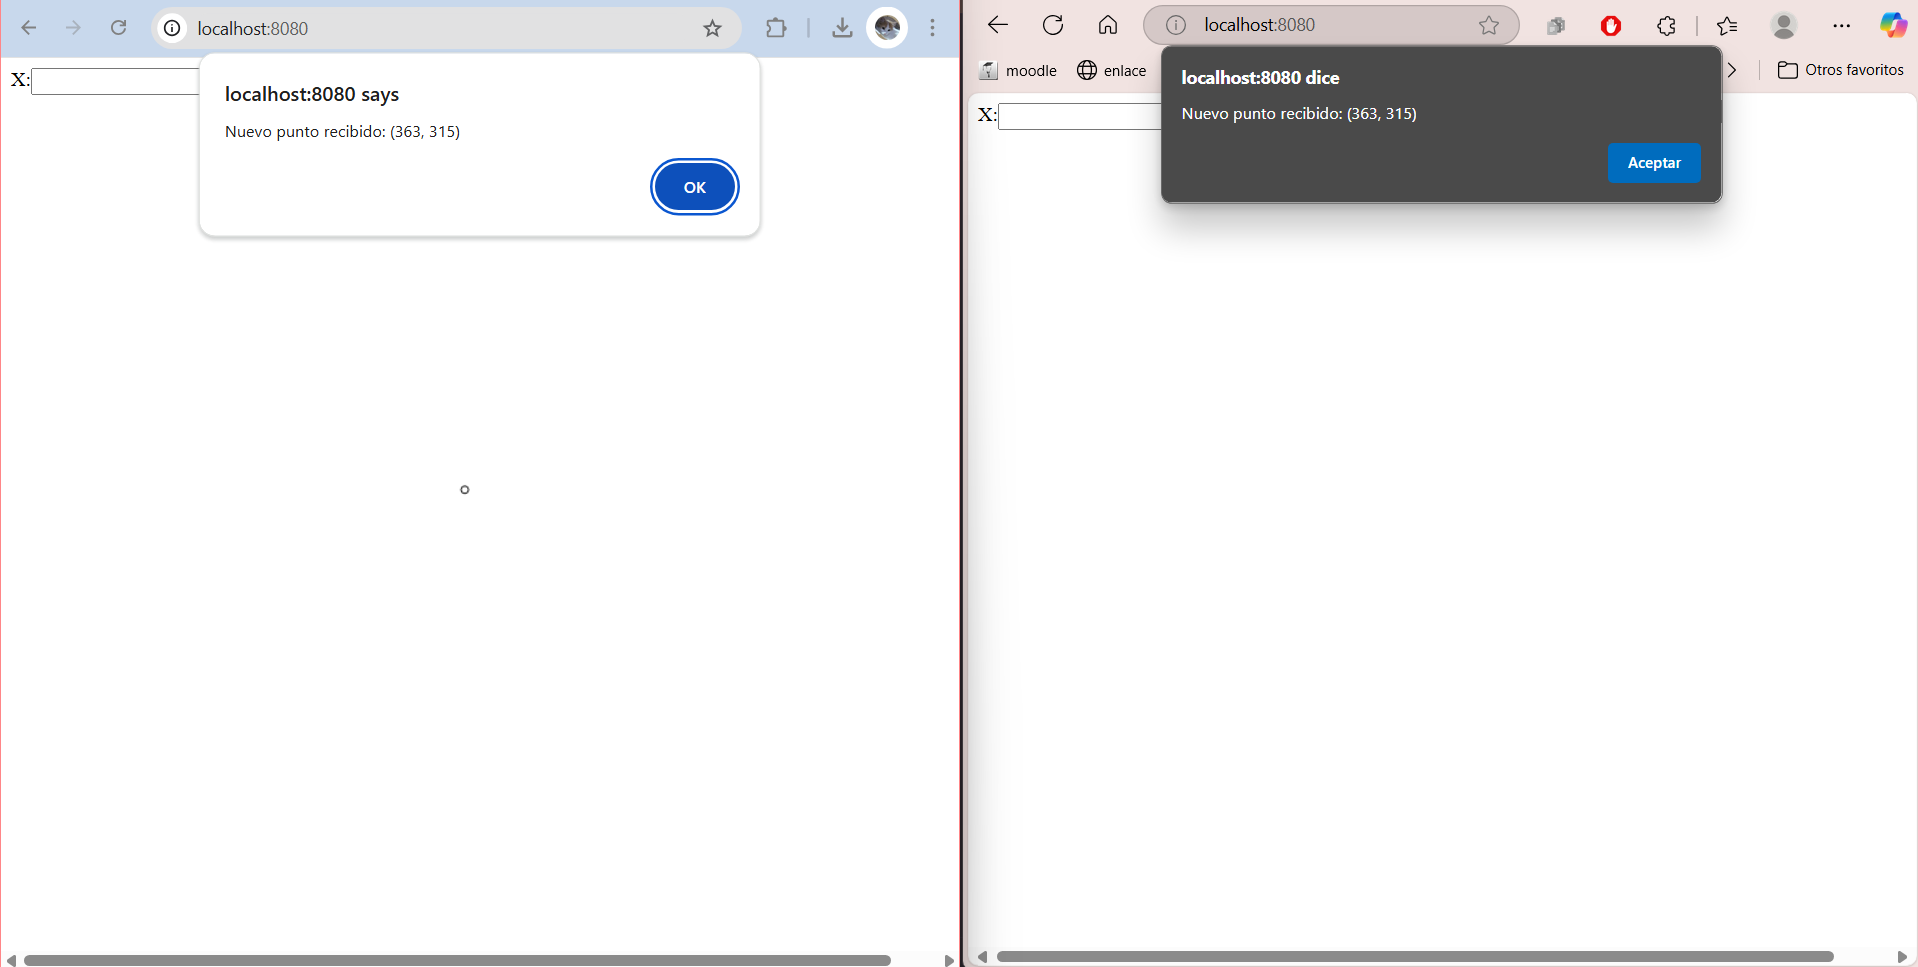 localhost:8080
X:
localhost:8080 says
Nuevo punto recibido: (363, 315)
OK
localhost:8080
moodle
enlace
Otros favoritos
X:
localhost:8080 dice
Nuevo punto recibido: (363, 315)
Aceptar